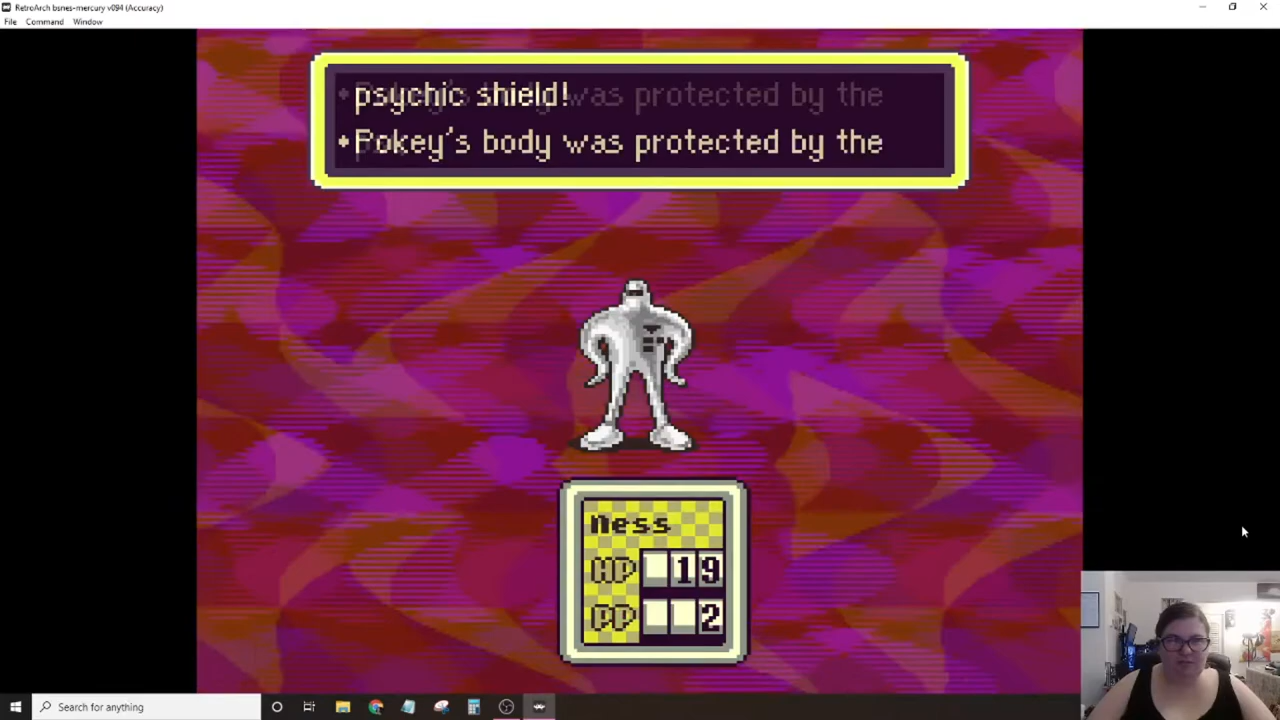 RetroArch bsnes-mercury v094 (Accuracy)
File Command Window
psychic shield!
•Pokey's body was protected by the
Ness
HP 19
PP 2
Search for anything